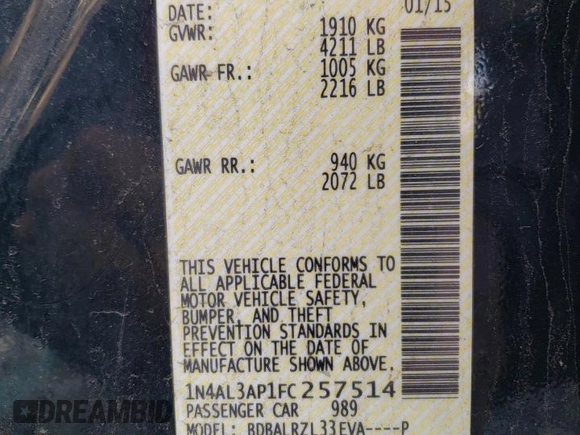 DATE: 01/15
GVWR: 1910 KG
4211 LB
GAWR FR.: 1005 KG
2216 LB
GAWR RR.: 940 KG
2072 LB
THIS VEHICLE CONFORMS TO
ALL APPLICABLE FEDERAL
MOTOR VEHICLE SAFETY,
BUMPER, AND THEFT
PREVENTION STANDARDS IN
EFFECT ON THE DATE OF
MANUFACTURE SHOWN ABOVE.
1N4AL3AP1FC257514
PASSENGER CAR 989
MODEL: BDBALRZL33EVA----P
DREAMBID